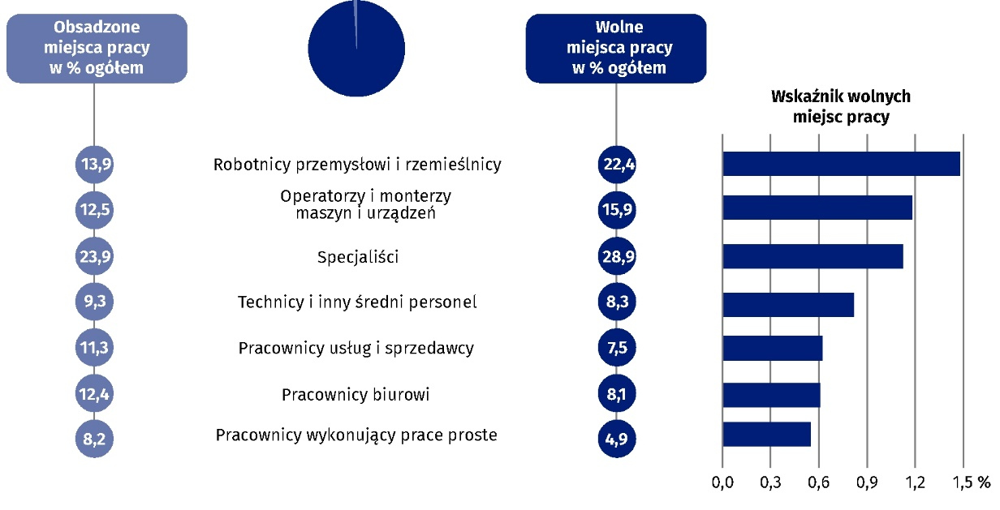 Obsadzone
miejsca pracy
w % ogółem
Wolne
miejsca pracy
w % ogółem
Wskaźnik wolnych
miejsc pracy
13,9
Robotnicy przemysłowi i rzemieślnicy
22,4
12,5
Operatorzy i monterzy
maszyn i urządzeń
15,9
23,9
Specjaliści
28,9
9,3
Technicy i inny średni personel
8,3
11,3
Pracownicy usług i sprzedawcy
7,5
12,4
Pracownicy biurowi
8,1
8,2
Pracownicy wykonujący prace proste
4,9
0,0 0,3 0,6 0,9 1,2 1,5 %